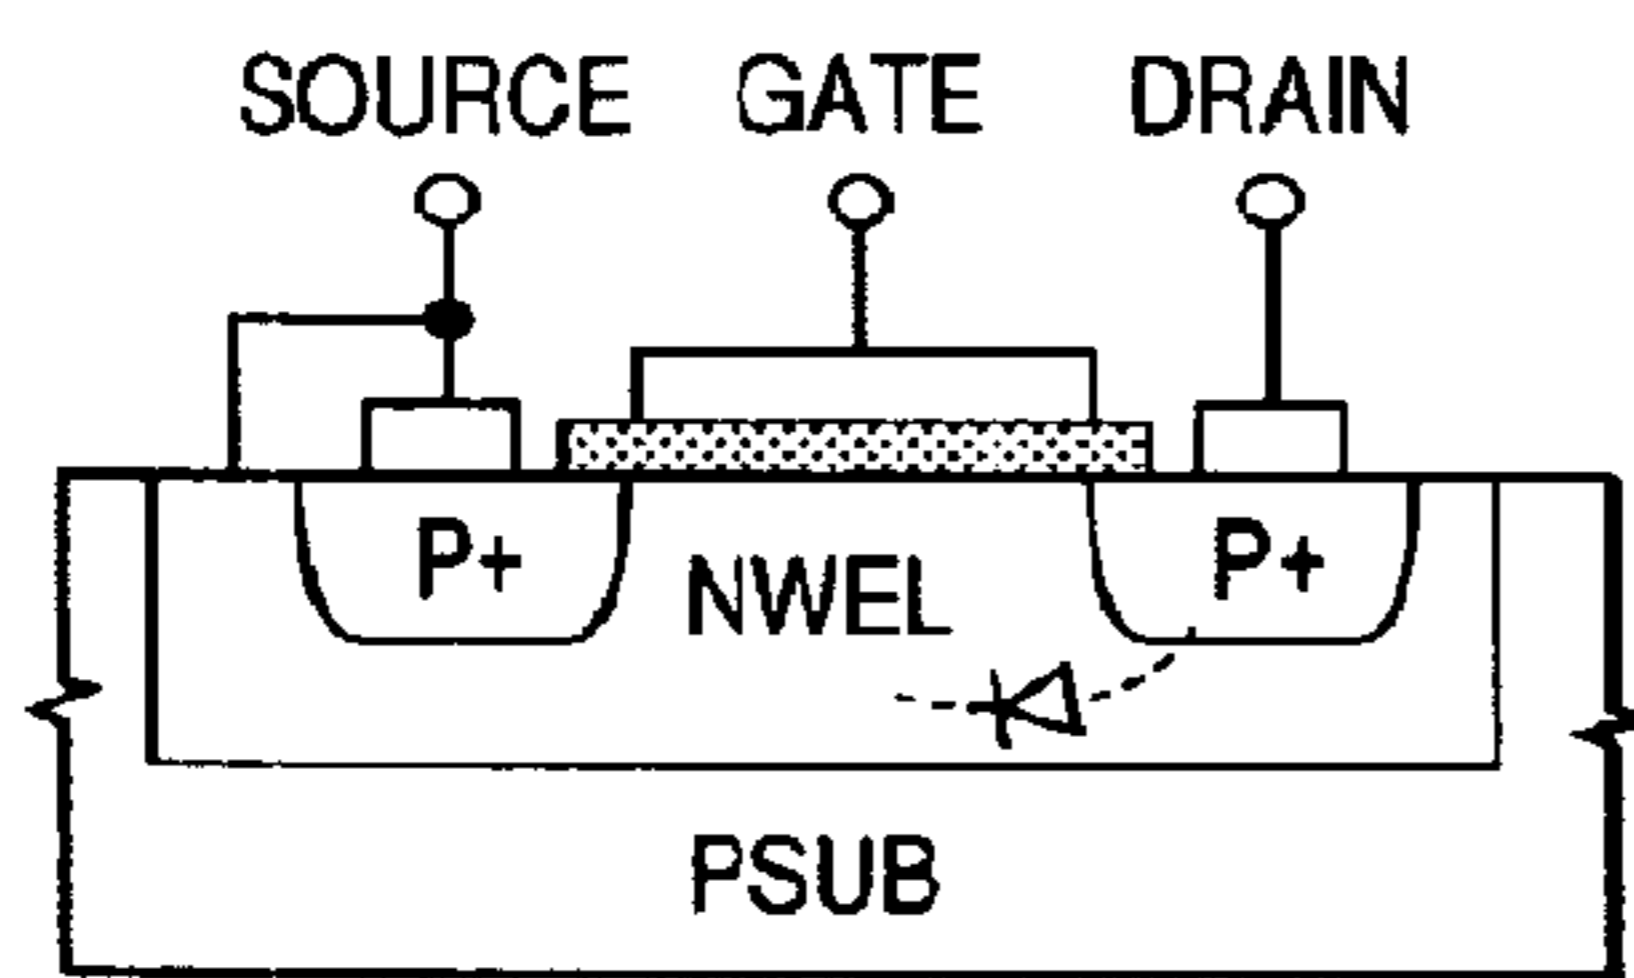 SOURCE GATE DRAIN
P+ NWEL P+
PSUB